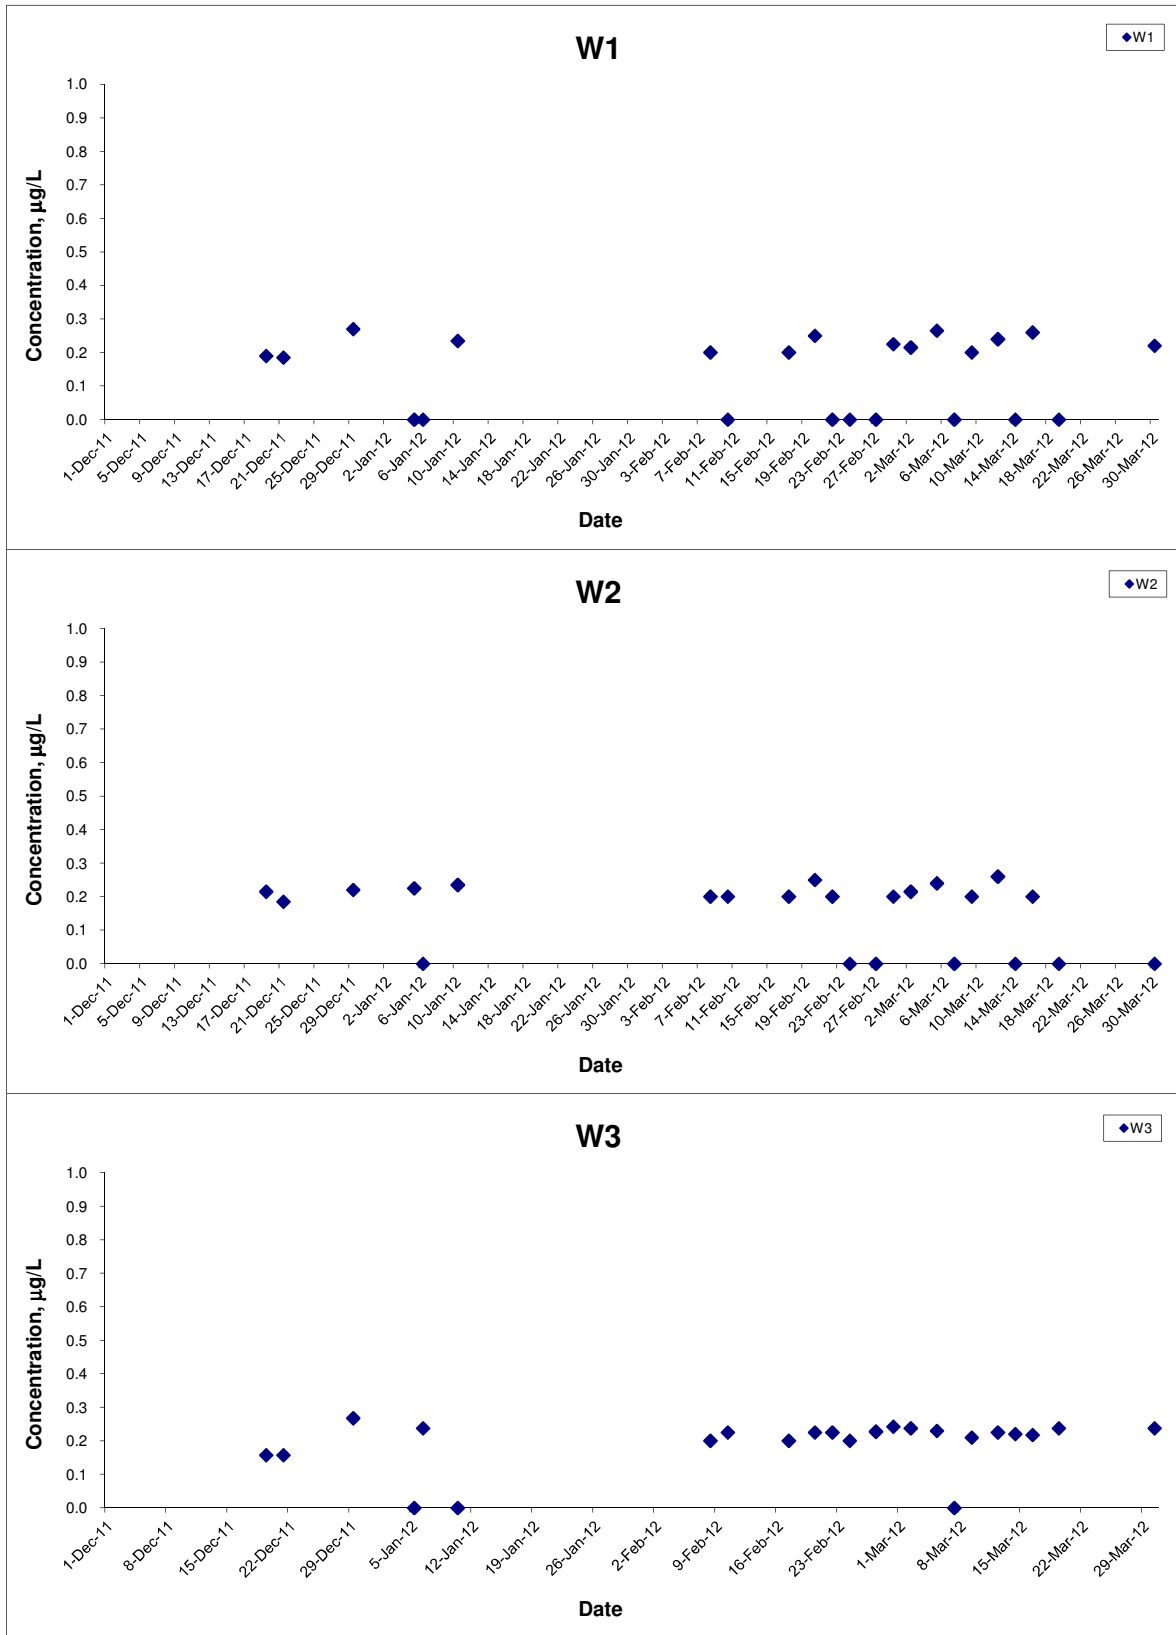 W1
W1
1.0
0.9
0.8
0.7
0.6
0.5
0.4
0.3
0.2
0.1
0.0
Concentration, µg/L
1-Dec-11 5-Dec-11 9-Dec-11 13-Dec-11 17-Dec-11 21-Dec-11 25-Dec-11 29-Dec-11 2-Jan-12 6-Jan-12 10-Jan-12 14-Jan-12 18-Jan-12 22-Jan-12 26-Jan-12 30-Jan-12 3-Feb-12 7-Feb-12 11-Feb-12 15-Feb-12 19-Feb-12 23-Feb-12 27-Feb-12 2-Mar-12 6-Mar-12 10-Mar-12 14-Mar-12 18-Mar-12 22-Mar-12 26-Mar-12 30-Mar-12
Date
W2
W2
1.0
0.9
0.8
0.7
0.6
0.5
0.4
0.3
0.2
0.1
0.0
Concentration, µg/L
1-Dec-11 5-Dec-11 9-Dec-11 13-Dec-11 17-Dec-11 21-Dec-11 25-Dec-11 29-Dec-11 2-Jan-12 6-Jan-12 10-Jan-12 14-Jan-12 18-Jan-12 22-Jan-12 26-Jan-12 30-Jan-12 3-Feb-12 7-Feb-12 11-Feb-12 15-Feb-12 19-Feb-12 23-Feb-12 27-Feb-12 2-Mar-12 6-Mar-12 10-Mar-12 14-Mar-12 18-Mar-12 22-Mar-12 26-Mar-12 30-Mar-12
Date
W3
W3
1.0
0.9
0.8
0.7
0.6
0.5
0.4
0.3
0.2
0.1
0.0
Concentration, µg/L
1-Dec-11 8-Dec-11 15-Dec-11 22-Dec-11 29-Dec-11 5-Jan-12 12-Jan-12 19-Jan-12 26-Jan-12 2-Feb-12 9-Feb-12 16-Feb-12 23-Feb-12 1-Mar-12 8-Mar-12 15-Mar-12 22-Mar-12 29-Mar-12
Date